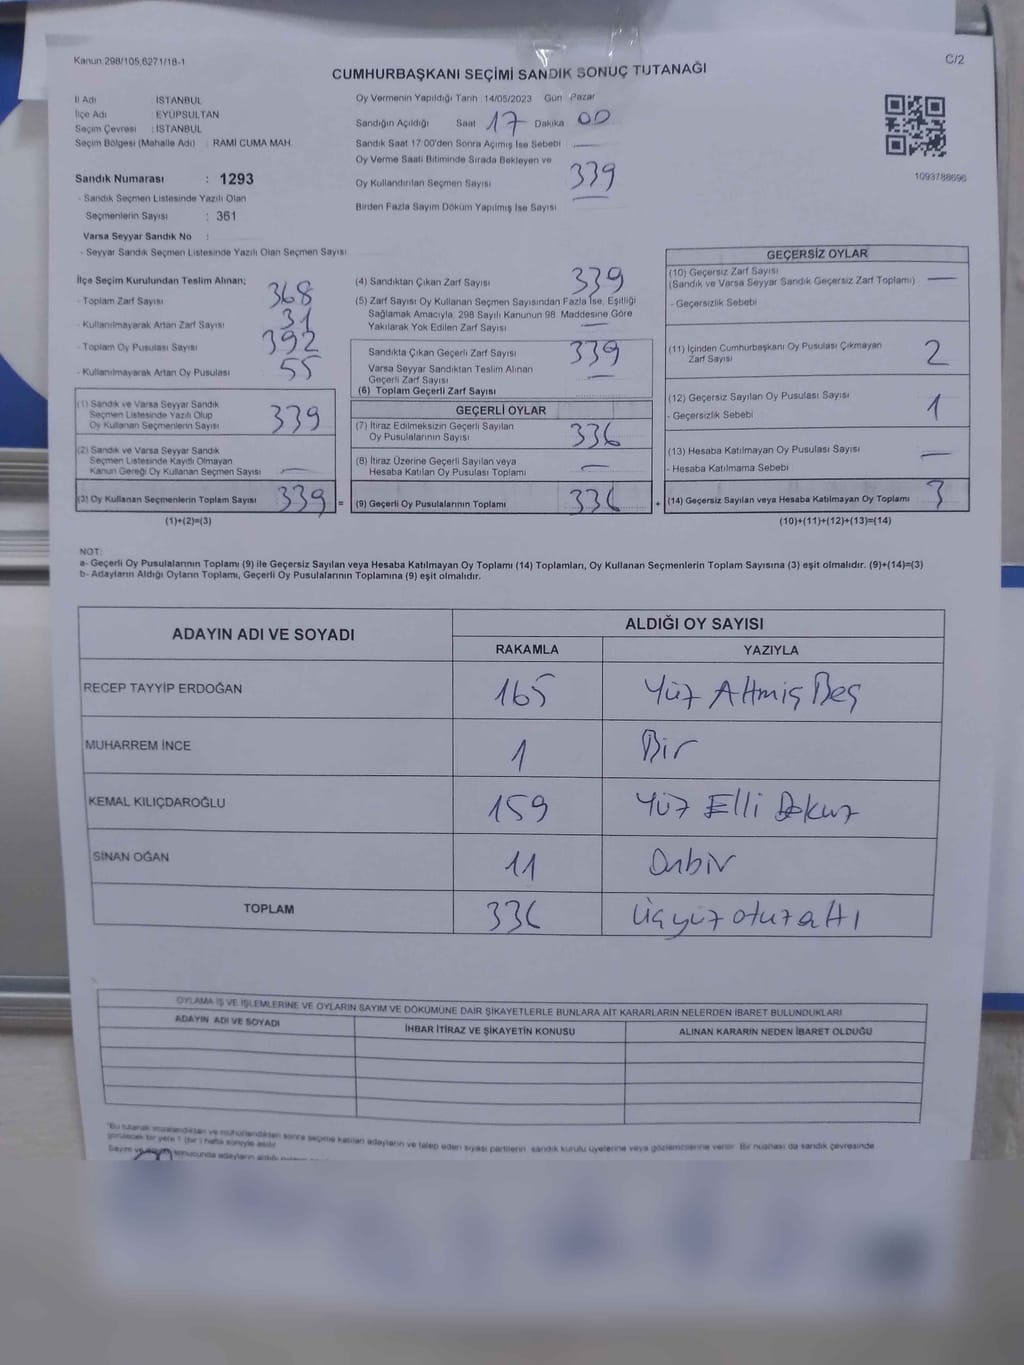 Kanun 298/105,6271/18-1
C/2
CUMHURBAŞKANI SEÇİMİ SANDIK SONUÇ TUTANAĞI
İl Adı İSTANBUL
İlçe Adı EYÜPSULTAN
Seçim Çevresi : İSTANBUL
Seçim Bölgesi (Mahalle Adı) : RAMİ CUMA MAH.
Sandık Numarası : 1293
- Sandık Seçmen Listesinde Yazılı Olan
Seçmenlerin Sayısı : 361
Varsa Seyyar Sandık No :
- Seyyar Sandık Seçmen Listesinde Yazılı Olan Seçmen Sayısı
Oy Vermenin Yapıldığı Tarih :14/05/2023 Gün Pazar
Sandığın Açıldığı Saat 17 Dakika 00
Sandık Saat 17:00'den Sonra Açımış İse Sebebi
Oy Verme Saati Bitiminde Sırada Bekleyen ve
Oy Kullandırılan Seçmen Sayısı 339
Birden Fazla Sayım Döküm Yapılmış İse Sayısı
1093788696
İlçe Seçim Kurulundan Teslim Alınan;
- Toplam Zarf Sayısı 368
- Kullanılmayarak Artan Zarf Sayısı 31
- Toplam Oy Pusulası Sayısı 392
- Kullanılmayarak Artan Oy Pusulası 55
(1) Sandık ve Varsa Seyyar Sandık
Seçmen Listesinde Yazılı Olup
Oy Kullanan Seçmenlerin Sayısı 339
(2) Sandık ve Varsa Seyyar Sandık
Seçmen Listesinde Kayıtlı Olmayan
Kanun Gereği Oy Kullanan Seçmen Sayısı —
(3) Oy Kullanan Seçmenlerin Toplam Sayısı 339 =
(1)+(2)=(3)
(4) Sandıktan Çıkan Zarf Sayısı 339
(5) Zarf Sayısı Oy Kullanan Seçmen Sayısından Fazla İse, Eşitliği
Sağlamak Amacıyla, 298 Sayılı Kanunun 98. Maddesine Göre
Yakılarak Yok Edilen Zarf Sayısı —
Sandıkta Çıkan Geçerli Zarf Sayısı 339
Varsa Seyyar Sandıktan Teslim Alınan
Geçerli Zarf Sayısı —
(6) Toplam Geçerli Zarf Sayısı
GEÇERLİ OYLAR
(7) İtiraz Edilmeksizin Geçerli Sayılan
Oy Pusulalarının Sayısı 336
(8) İtiraz Üzerine Geçerli Sayılan veya
Hesaba Katılan Oy Pusulası Toplamı —
(9) Geçerli Oy Pusulalarının Toplamı 336 +
GEÇERSİZ OYLAR
(10) Geçersiz Zarf Sayısı —
(Sandık ve Varsa Seyyar Sandık Geçersiz Zarf Toplamı)
- Geçersizlik Sebebi
(11) İçinden Cumhurbaşkanı Oy Pusulası Çıkmayan
Zarf Sayısı 2
(12) Geçersiz Sayılan Oy Pusulası Sayısı
- Geçersizlik Sebebi 1
(13) Hesaba Katılmayan Oy Pusulası Sayısı —
- Hesaba Katılmama Sebebi
(14) Geçersiz Sayılan veya Hesaba Katılmayan Oy Toplamı 3
(10)+(11)+(12)+(13)=(14)
NOT:
a- Geçerli Oy Pusulalarının Toplamı (9) ile Geçersiz Sayılan veya Hesaba Katılmayan Oy Toplamı (14) Toplamları, Oy Kullanan Seçmenlerin Toplam Sayısına (3) eşit olmalıdır. (9)+(14)=(3)
b- Adayların Aldığı Oyların Toplamı, Geçerli Oy Pusulalarının Toplamına (9) eşit olmalıdır.
ADAYIN ADI VE SOYADI
ALDIĞI OY SAYISI
RAKAMLA YAZIYLA
RECEP TAYYİP ERDOĞAN 165 Yüz Altmış Beş
MUHARREM İNCE 1 Bir
KEMAL KILIÇDAROĞLU 159 Yüz Elli Dokuz
SİNAN OĞAN 11 Onbir
TOPLAM 336 Üçyüz otuz altı
OYLAMA İŞ VE İŞLEMLERİNE VE OYLARIN SAYIM VE DÖKÜMÜNE DAİR ŞİKAYETLERLE BUNLARA AİT KARARLARIN NELERDEN İBARET BULUNDUKLARI
ADAYIN ADI VE SOYADI İHBAR İTİRAZ VE ŞİKAYETİN KONUSU ALINAN KARARIN NEDEN İBARET OLDUĞU
*Bu tutanak imzalandıktan ve mühürlendikten sonra seçime katılan adayların ve talep eden siyasi partilerin sandık kurulu üyelerine veya gözlemcilerine verilir. Bir nüshası da sandık çevresinde
görülecek bir yere 1 (bir) hafta süreyle asılır.